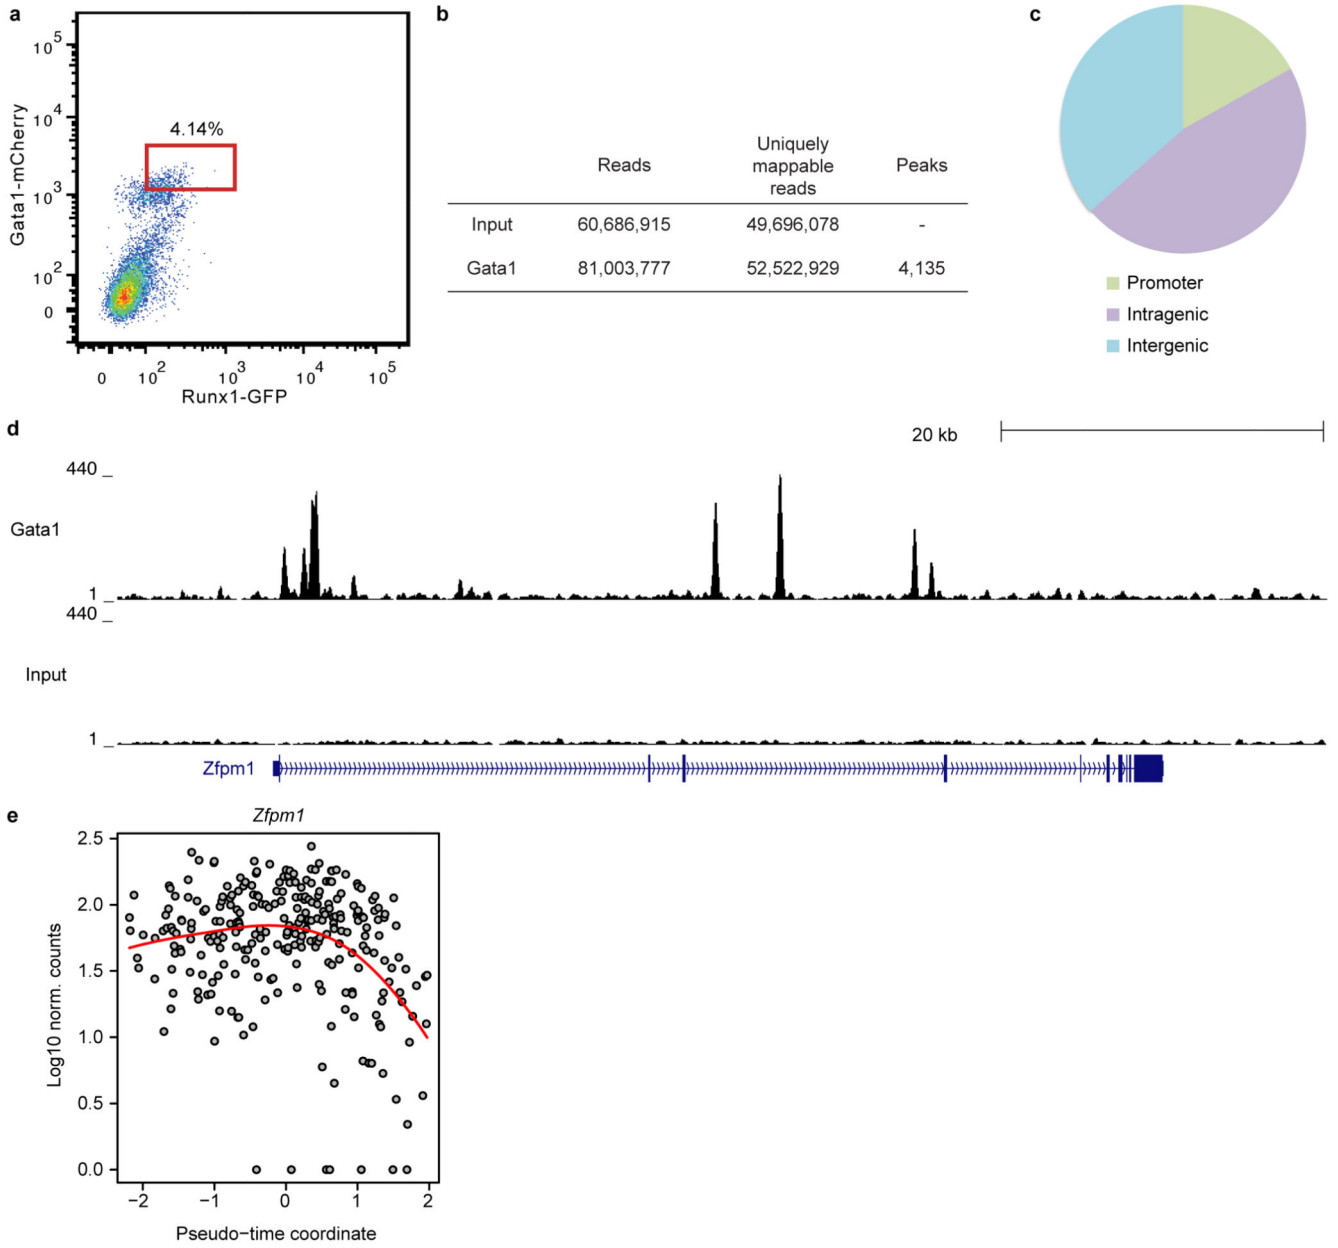 a
b
c
10^5
10^4
10^3
10^2
0
Gata1-mCherry
4.14%
0 10^2 10^3 10^4 10^5
Runx1-GFP
Reads Uniquely mappable reads Peaks
Input 60,686,915 49,696,078 -
Gata1 81,003,777 52,522,929 4,135
Promoter
Intragenic
Intergenic
d
20 kb
440 _
Gata1
1 _
440 _
Input
1 _
Zfpm1
e
Zfpm1
2.5
2.0
1.5
1.0
0.5
0.0
Log10 norm. counts
−2 −1 0 1 2
Pseudo−time coordinate